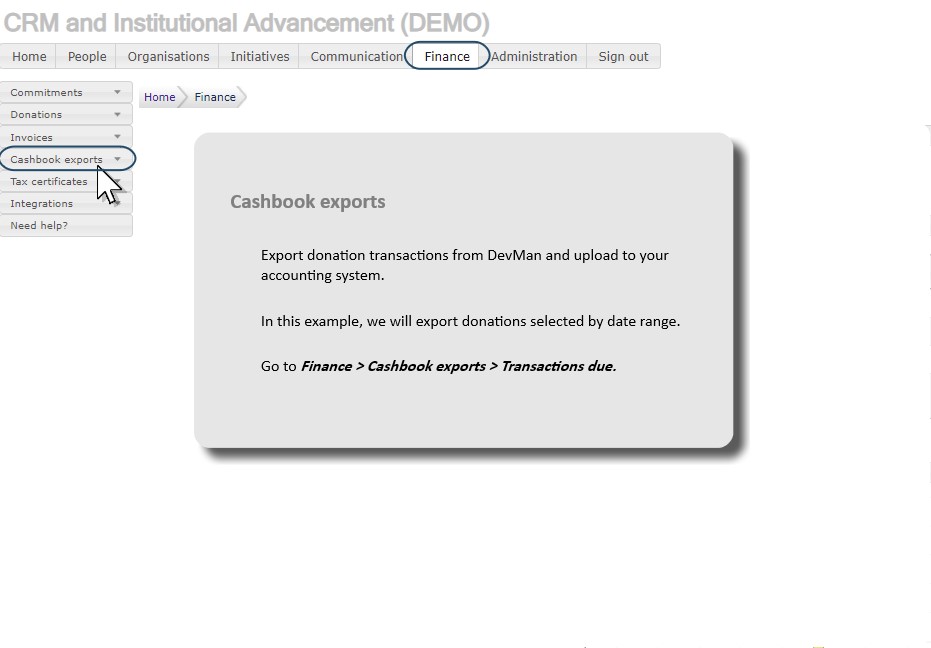 CRM and Institutional Advancement (DEMO)
Home People Organisations Initiatives Communication Finance Administration Sign out
Commitments
Donations
Invoices
Cashbook exports
Tax certificates
Integrations
Need help?
Home Finance
Cashbook exports
Export donation transactions from DevMan and upload to your
accounting system.
In this example, we will export donations selected by date range.
Go to Finance > Cashbook exports > Transactions due.